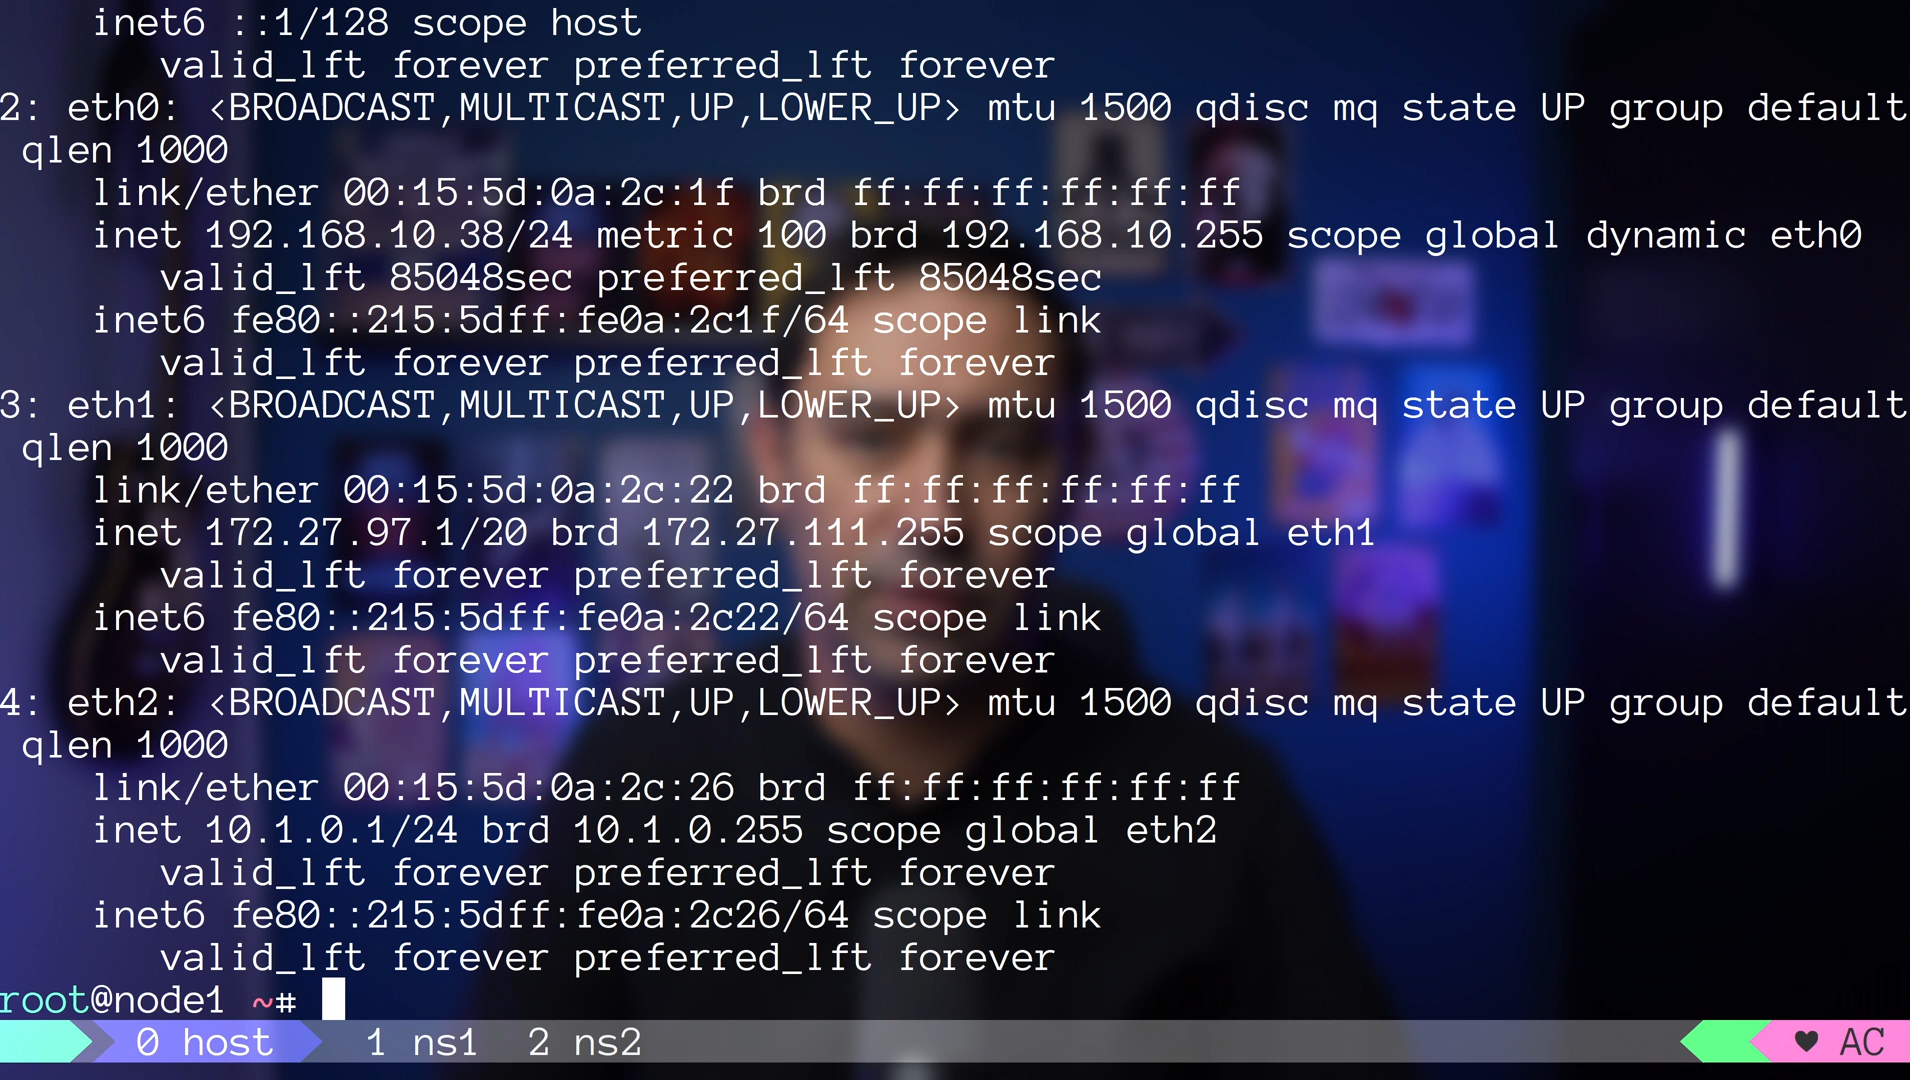 inet6 ::1/128 scope host
valid_lft forever preferred_lft forever
2: eth0: <BROADCAST,MULTICAST,UP,LOWER_UP> mtu 1500 qdisc mq state UP group default
qlen 1000
link/ether 00:15:5d:0a:2c:1f brd ff:ff:ff:ff:ff:ff
inet 192.168.10.38/24 metric 100 brd 192.168.10.255 scope global dynamic eth0
valid_lft 85048sec preferred_lft 85048sec
inet6 fe80::215:5dff:fe0a:2c1f/64 scope link
valid_lft forever preferred_lft forever
3: eth1: <BROADCAST,MULTICAST,UP,LOWER_UP> mtu 1500 qdisc mq state UP group default
qlen 1000
link/ether 00:15:5d:0a:2c:22 brd ff:ff:ff:ff:ff:ff
inet 172.27.97.1/20 brd 172.27.111.255 scope global eth1
valid_lft forever preferred_lft forever
inet6 fe80::215:5dff:fe0a:2c22/64 scope link
valid_lft forever preferred_lft forever
4: eth2: <BROADCAST,MULTICAST,UP,LOWER_UP> mtu 1500 qdisc mq state UP group default
qlen 1000
link/ether 00:15:5d:0a:2c:26 brd ff:ff:ff:ff:ff:ff
inet 10.1.0.1/24 brd 10.1.0.255 scope global eth2
valid_lft forever preferred_lft forever
inet6 fe80::215:5dff:fe0a:2c26/64 scope link
valid_lft forever preferred_lft forever
root@node1 ~#
0 host 1 ns1 2 ns2 ♥ AC